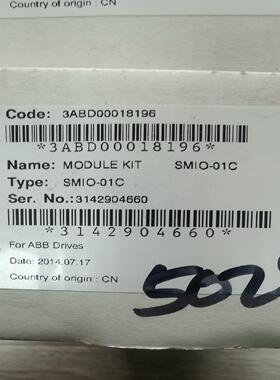 Country of origin : CN
Code: 3ABD00018196
*3ABD00018196*
Name: MODULE KIT SMIO-01C
Type: SMIO-01C
Ser. No.:3142904660
*3142904660*
For ABB Drives
Date: 2014.07.17
Country of origin : CN